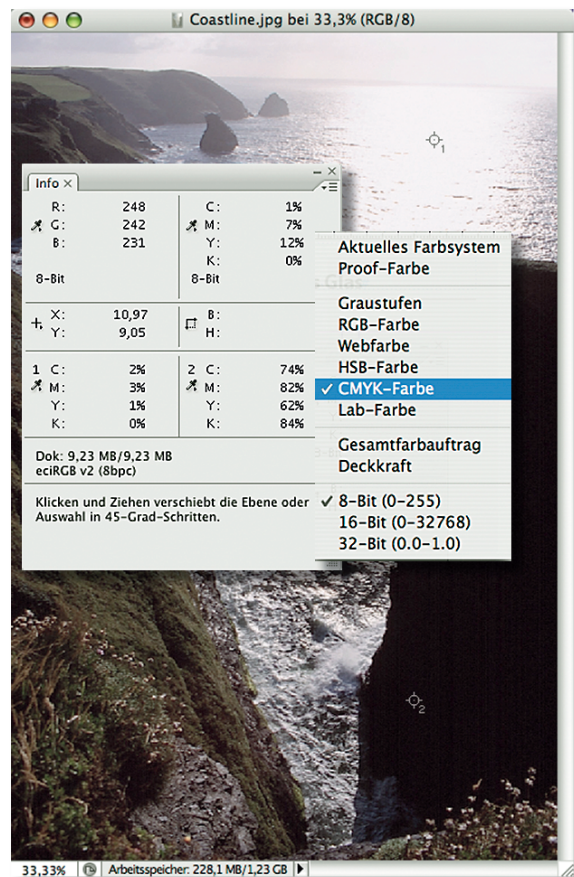 Coastline.jpg bei 33,3% (RGB/8)
1
Info ×
R: 248
G: 242
B: 231
8-Bit
C: 1%
M: 7%
Y: 12%
K: 0%
8-Bit
X: 10,97
Y: 9,05
B:
H:
1 C: 2%
M: 3%
Y: 1%
K: 0%
2 C: 74%
M: 82%
Y: 62%
K: 84%
Dok: 9,23 MB/9,23 MB
eciRGB v2 (8bpc)
Klicken und Ziehen verschiebt die Ebene oder
Auswahl in 45-Grad-Schritten.
Aktuelles Farbsystem
Proof-Farbe
Graustufen
RGB-Farbe
Webfarbe
HSB-Farbe
✓ CMYK-Farbe
Lab-Farbe
Gesamtfarbauftrag
Deckkraft
✓ 8-Bit (0-255)
16-Bit (0-32768)
32-Bit (0.0-1.0)
2
33,33% Arbeitsspeicher: 228,1 MB/1,23 GB